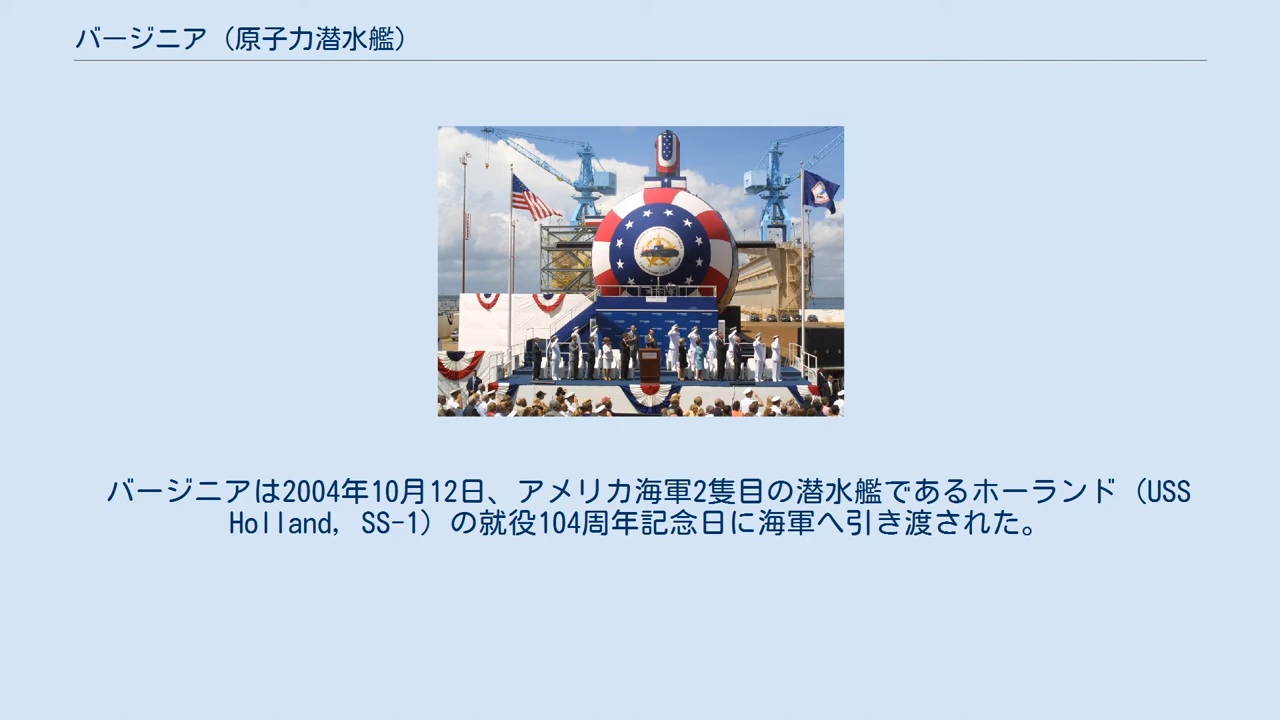 バージニア（原子力潜水艦）
バージニアは2004年10月12日、アメリカ海軍2隻目の潜水艦であるホーランド（USS
Holland, SS-1）の就役104周年記念日に海軍へ引き渡された。